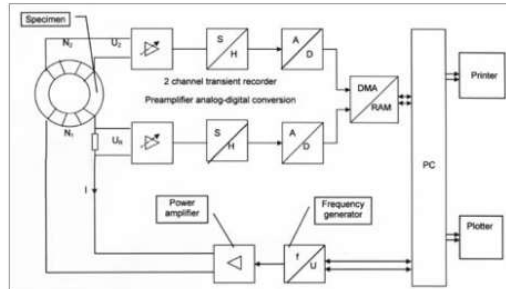 Specimen
N₂
U₂
S
H
A
D
2 channel transient recorder
Preamplifier analog-digital conversion
DMA
RAM
Printer
N₁
U_R
S
H
A
D
PC
I
Power
amplifier
Frequency
generator
Plotter
f
U